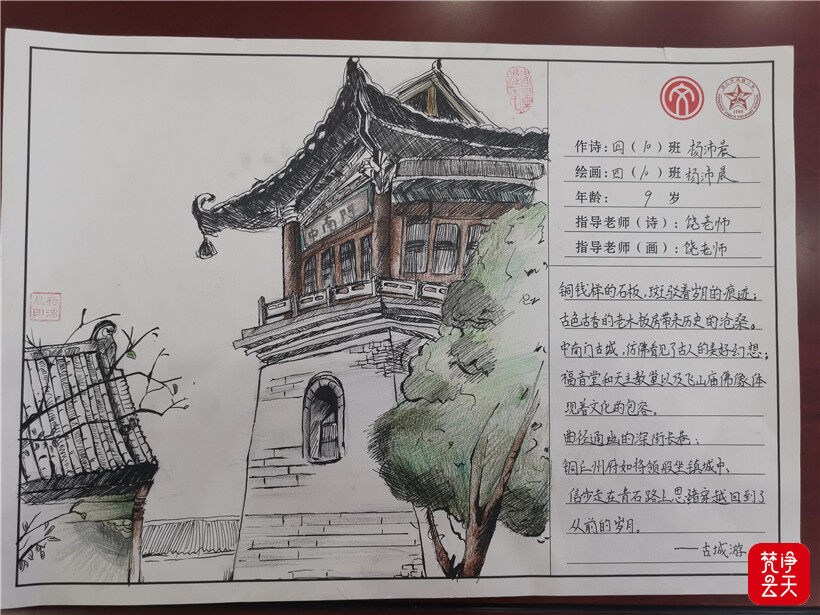 門南中
杨沛晨印
作诗:四(10)班 杨沛晨
绘画:四(10)班 杨沛晨
年龄: 9 岁
指导老师(诗):饶老师
指导老师(画):饶老师
铜钱样的石板,斑驳着岁月的痕迹;
古色古香的老木板房带来历史的沧桑。
中南门古城,仿佛看见了古人的美好幻想;
福音堂和天主教堂以及飞山庙佛像体
现着文化的包容。
曲径通幽的深街长巷;
铜仁州府如将领般坐镇城中,
信步走在青石路上思绪穿越回到了
从前的岁月。
——古城游
梵净云天